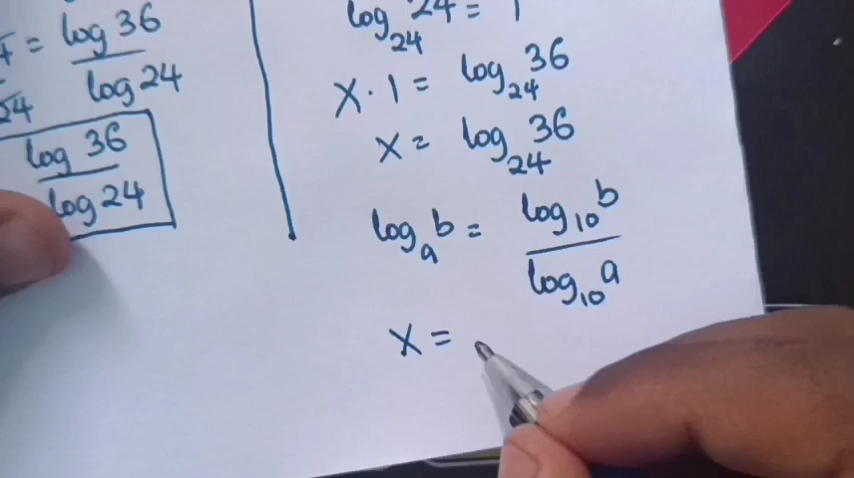 = log 36 / log 24
24
log 36 / log 24
log₂₄ 24 = 1
x · 1 = log₂₄ 36
x = log₂₄ 36
logₐ b = log₁₀ b / log₁₀ a
x =